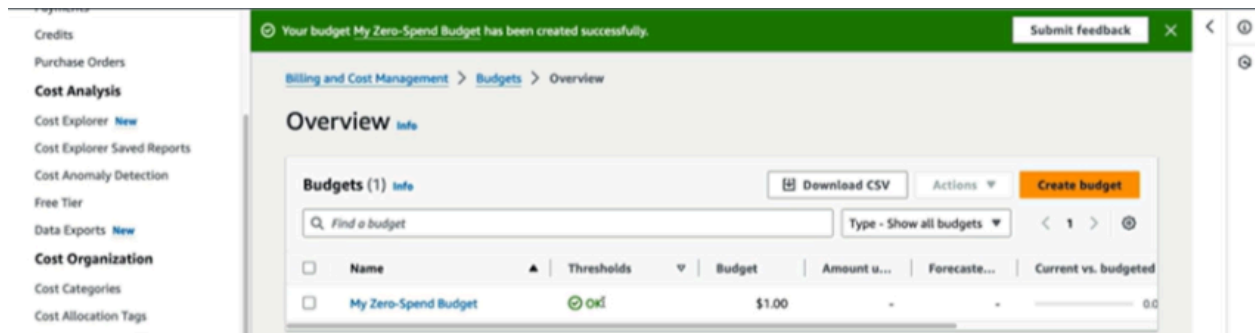 Payments
Credits
Purchase Orders
Cost Analysis
Cost Explorer New
Cost Explorer Saved Reports
Cost Anomaly Detection
Free Tier
Data Exports New
Cost Organization
Cost Categories
Cost Allocation Tags
Your budget My Zero-Spend Budget has been created successfully.
Submit feedback
Billing and Cost Management > Budgets > Overview
Overview Info
Budgets (1) Info
Download CSV
Actions
Create budget
Find a budget
Type - Show all budgets
1
Name Thresholds Budget Amount u... Forecaste... Current vs. budgeted
My Zero-Spend Budget OK $1.00 - - 0.0